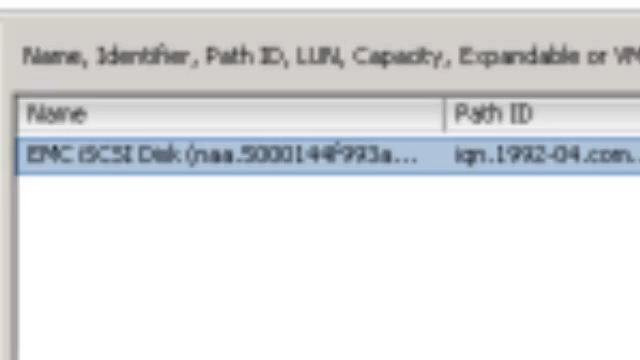 Name, Identifier, Path ID, LUN, Capacity, Expandable or VM
Name Path ID
EMC iSCSI Disk (naa.5000144f993a... iqn.1992-04.com.